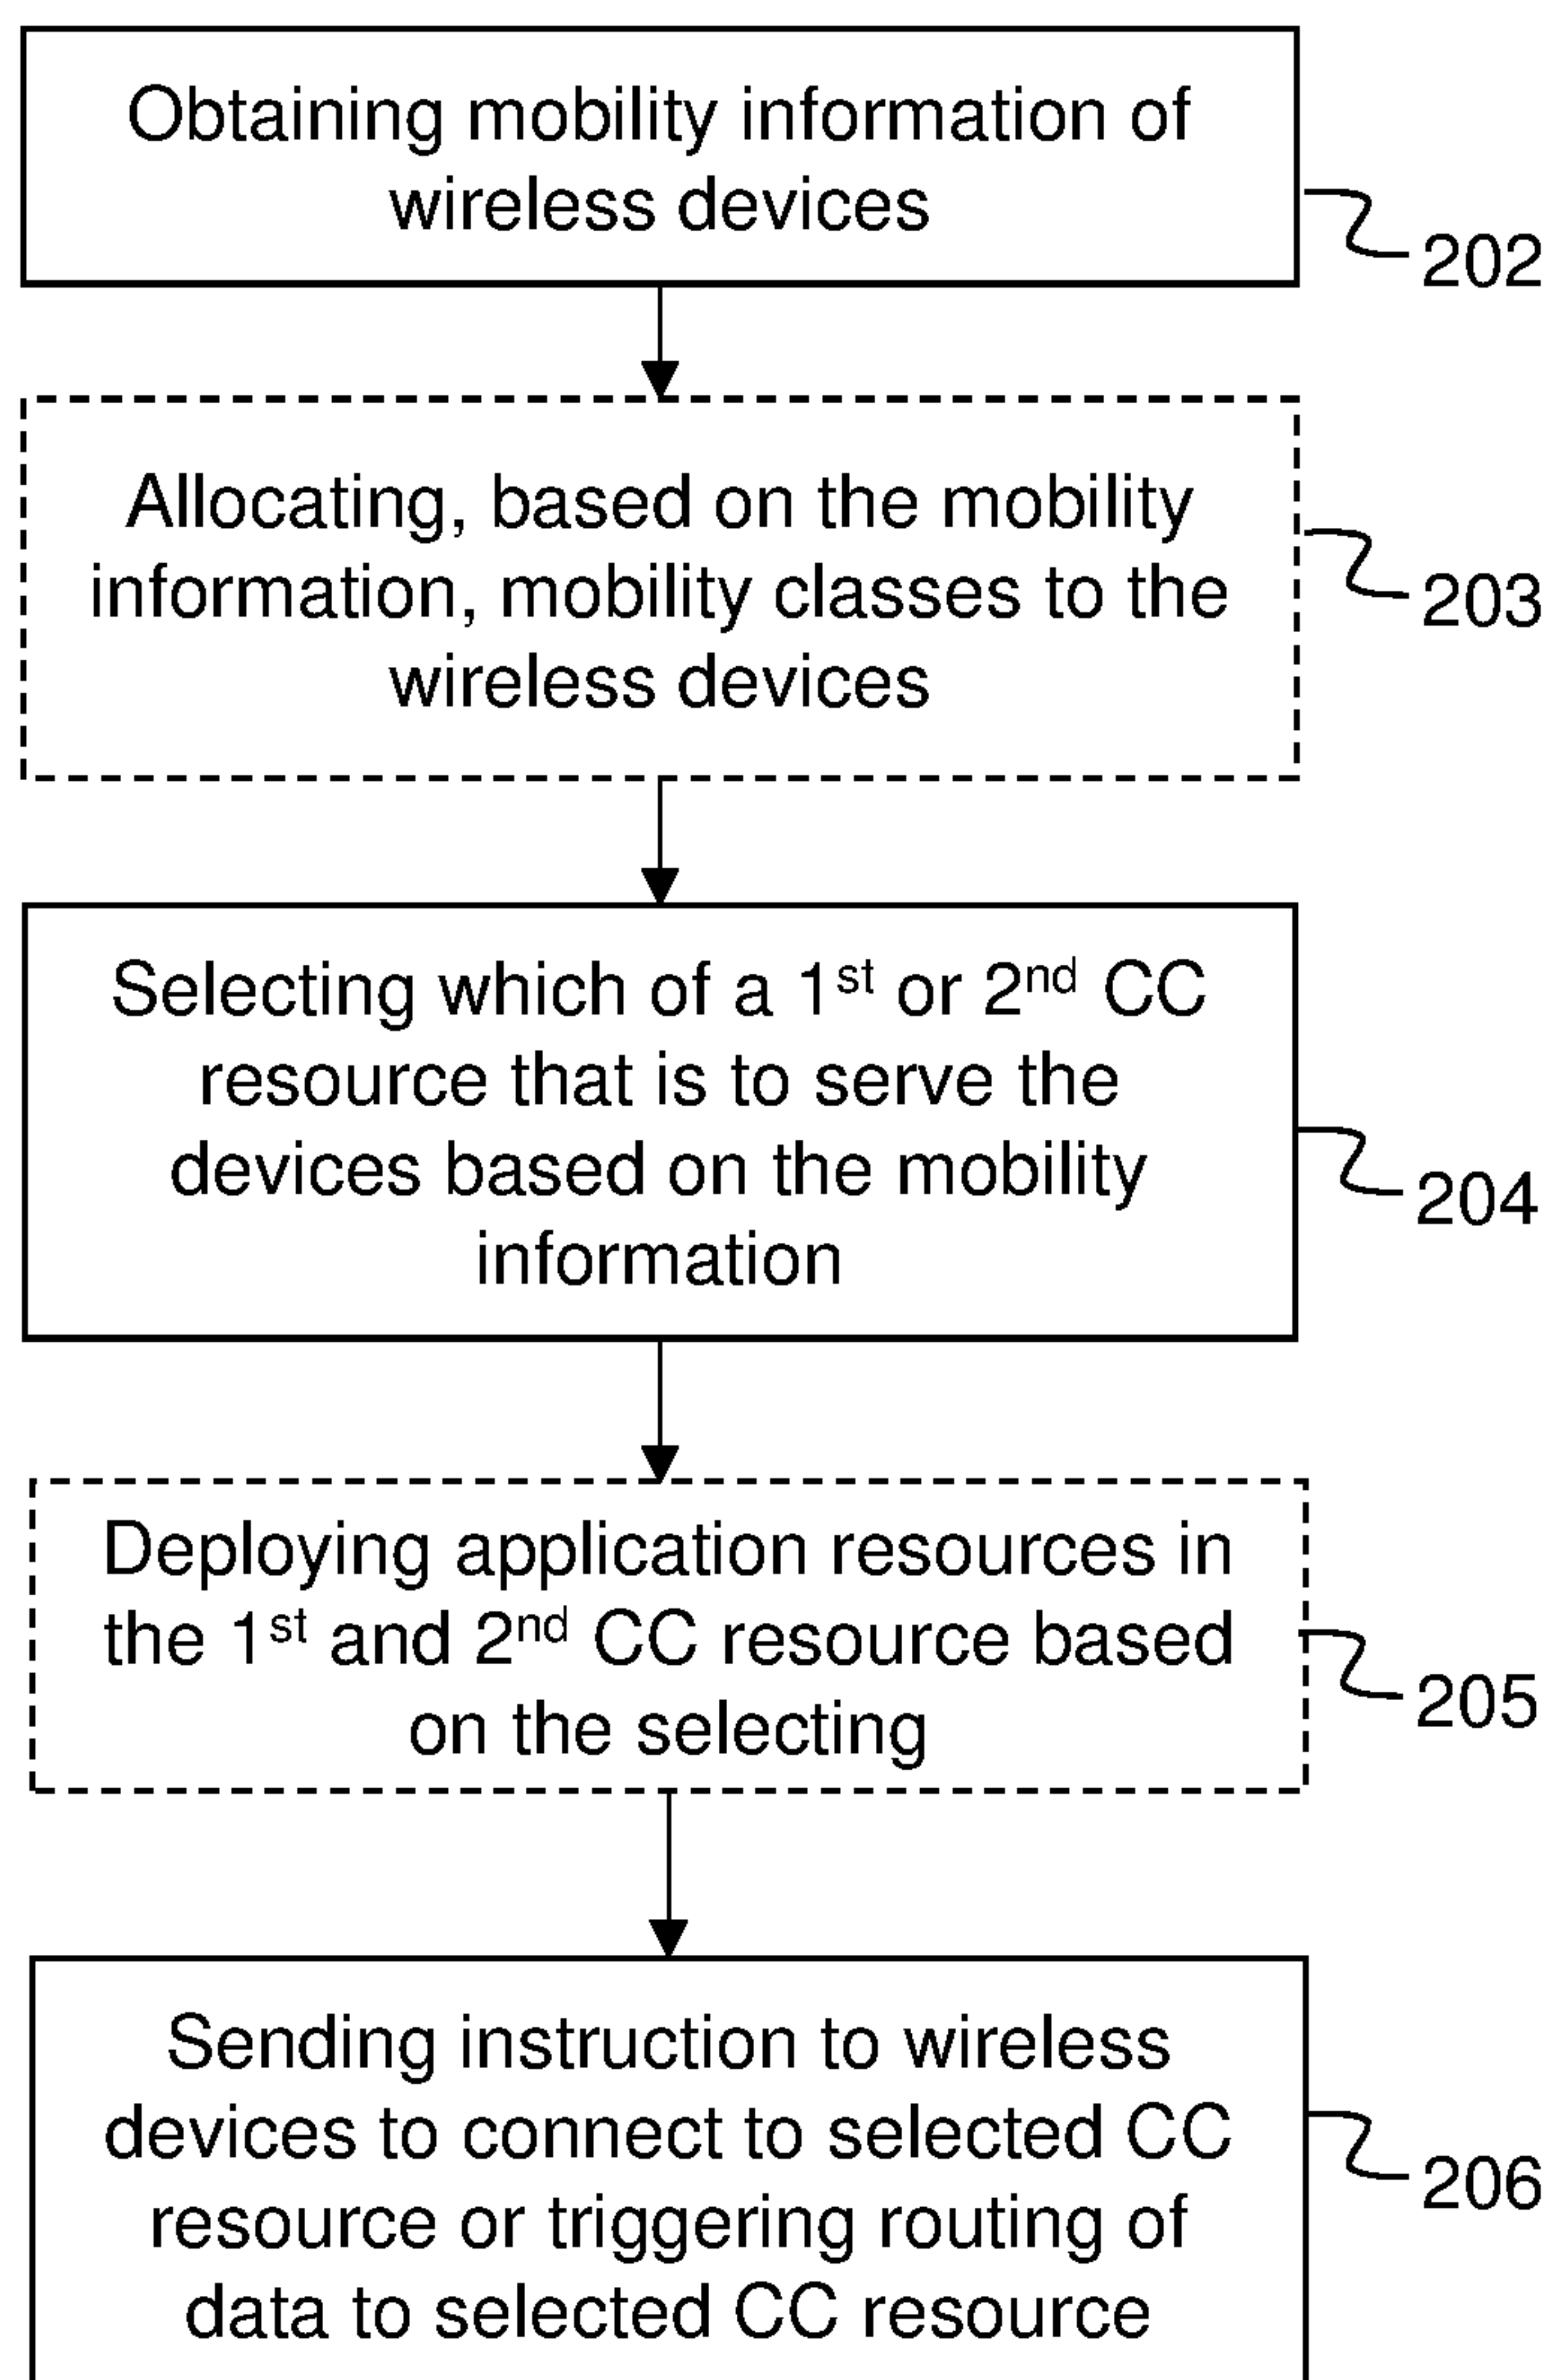 Obtaining mobility information of
wireless devices
202
Allocating, based on the mobility
information, mobility classes to the
wireless devices
203
Selecting which of a 1st or 2nd CC
resource that is to serve the
devices based on the mobility
information
204
Deploying application resources in
the 1st and 2nd CC resource based
on the selecting
205
Sending instruction to wireless
devices to connect to selected CC
resource or triggering routing of
data to selected CC resource
206